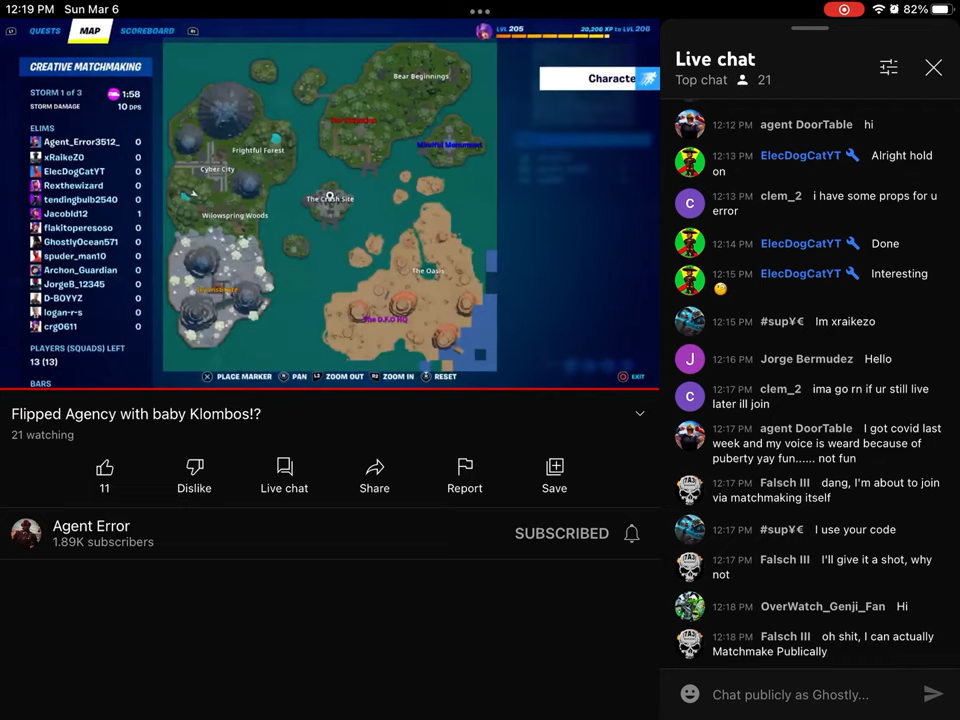 12:19 PM Sun Mar 6
82%
QUESTS MAP SCOREBOARD
LVL 205
20,206 XP to LVL 206
CREATIVE MATCHMAKING
STORM 1 of 3 1:58
STORM DAMAGE 10 DPS
ELIMS
Agent_Error3512_ 0
xRaikeZ0 0
ElecDogCatYT 0
Rexthewizard 0
tendingbulb2540 0
Jacobld12 1
flakitoperesoso 0
GhostlyOcean571 0
spuder_man10 0
Archon_Guardian 0
JorgeB_12345 0
D-BOYYZ 0
logan-r-s 0
crg0611 0
PLAYERS (SQUADS) LEFT
13 (13)
BARS
Bear Beginnings
Mindful Mermaid
Frightful Forest
Cyber City
The Crash Site
Wilowspring Woods
The Oasis
The D.F.O HQ
Characte
PLACE MARKER PAN ZOOM OUT ZOOM IN RESET
EXIT
Flipped Agency with baby Klombos!?
21 watching
11 Dislike Live chat Share Report Save
Agent Error
1.89K subscribers
SUBSCRIBED
Live chat
Top chat 21
12:12 PM agent DoorTable hi
12:13 PM ElecDogCatYT Alright hold
on
12:13 PM clem_2 i have some props for u
error
12:14 PM ElecDogCatYT Done
12:15 PM ElecDogCatYT Interesting
12:15 PM #sup¥€ Im xraikezo
12:16 PM Jorge Bermudez Hello
12:17 PM clem_2 ima go rn if ur still live
later ill join
12:17 PM agent DoorTable I got covid last
week and my voice is weard because of
puberty yay fun...... not fun
12:17 PM Falsch III dang, I'm about to join
via matchmaking itself
12:17 PM #sup¥€ I use your code
12:17 PM Falsch III I'll give it a shot, why
not
12:18 PM OverWatch_Genji_Fan Hi
12:18 PM Falsch III oh shit, I can actually
Matchmake Publically
Chat publicly as Ghostly...